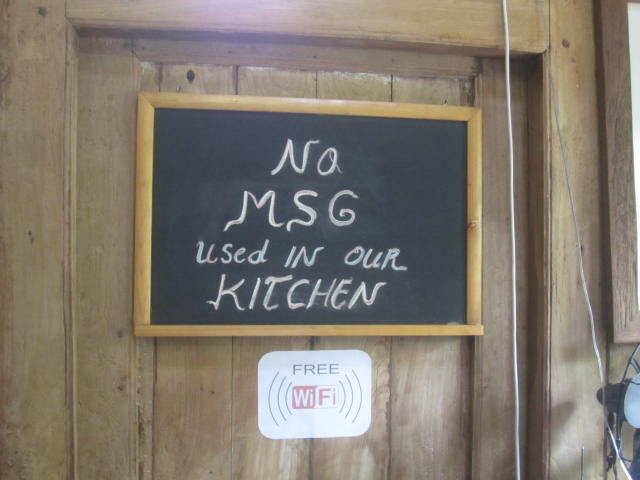 No
MSG
used IN OUR
KITCHEN
FREE
WiFi